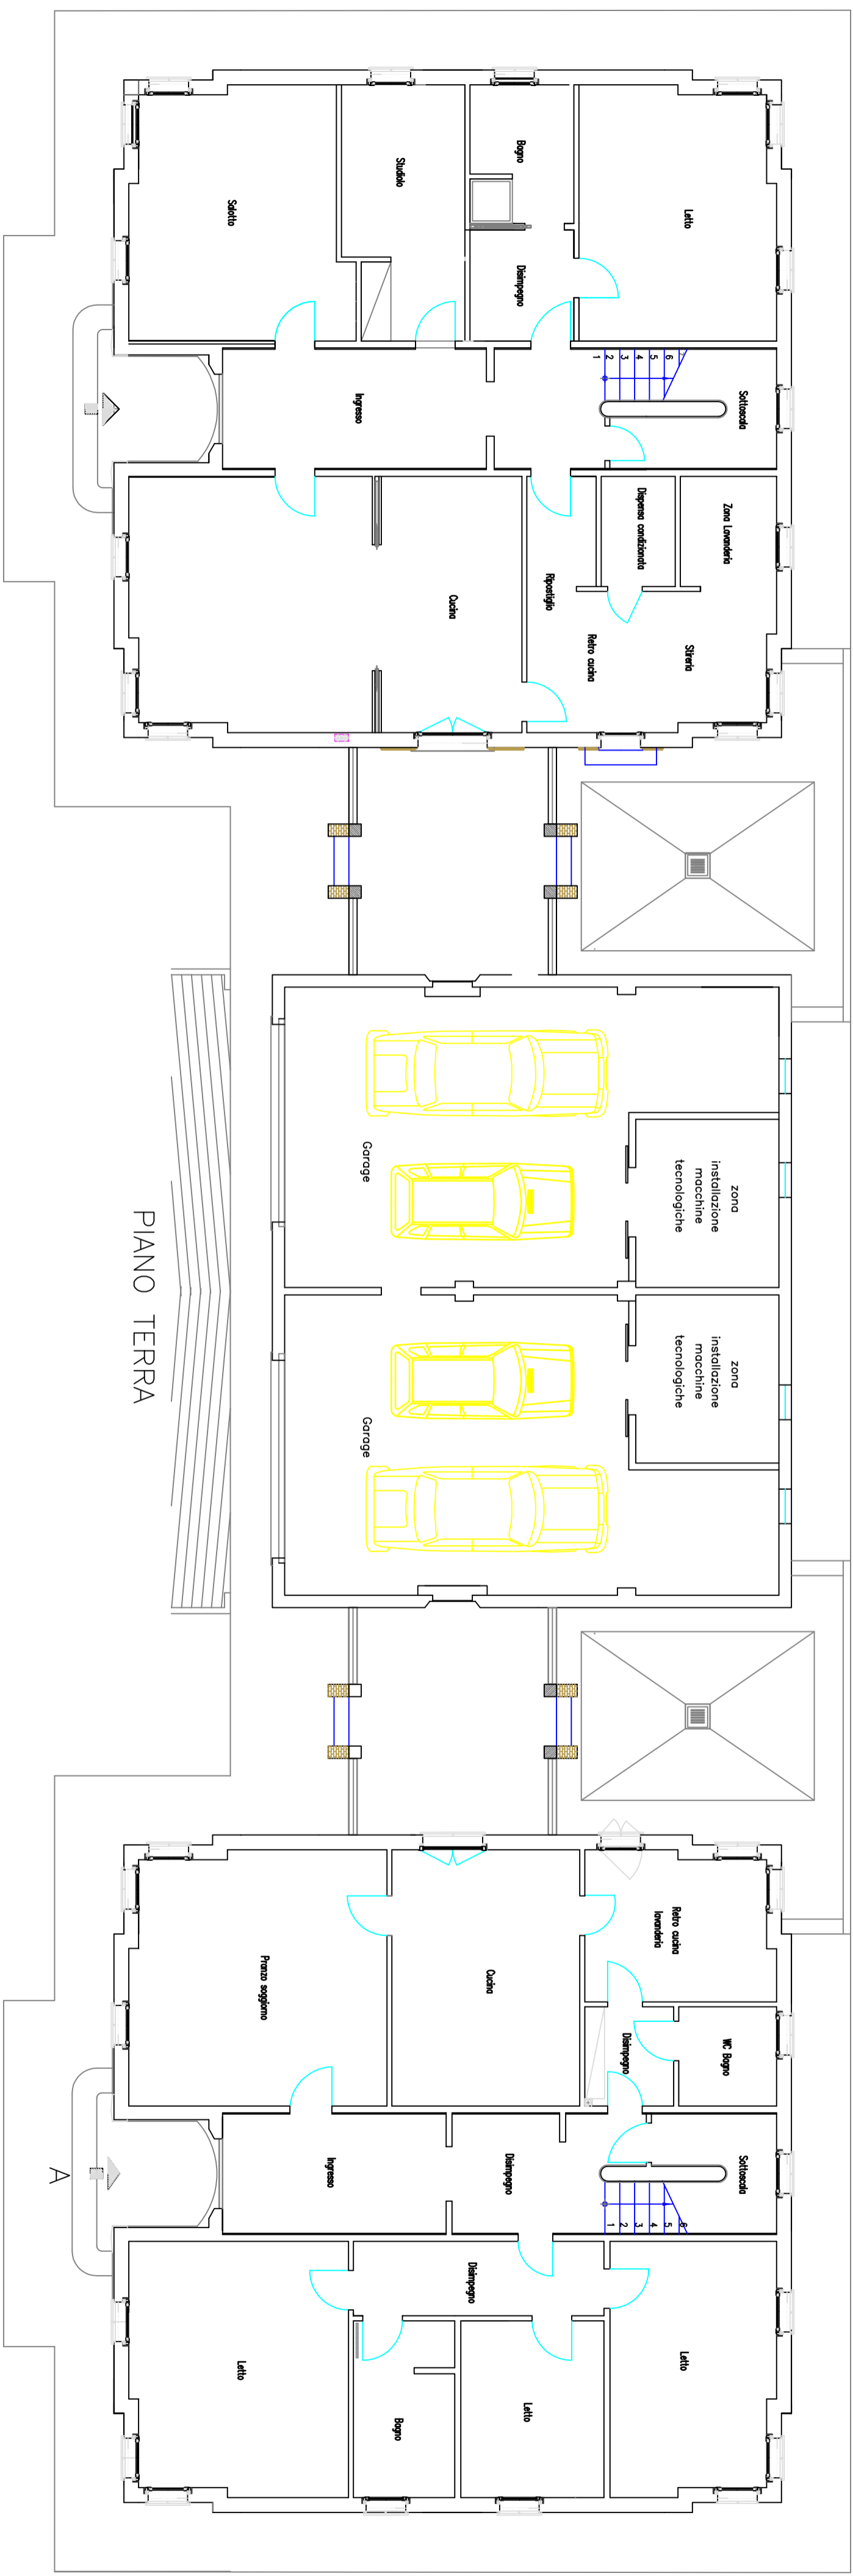 Letto
Bagno
Studiolo
Salotto
Disimpegno
Sottoscala
1
2
3
4
5
6
7
Ingresso
Zona Lavanderia
Dispensa condizionata
Ripostiglio
Cucina
Stireria
Retro cucina
zona
installazione
macchine
tecnologiche
Garage
zona
installazione
macchine
tecnologiche
Garage
PIANO TERRA
Retro cucina
lavanderia
Cucina
Pranzo soggiorno
WC Bagno
Disimpegno
Sottoscala
Disimpegno
Ingresso
A
1
2
3
4
5
6
Disimpegno
Letto
Letto
Bagno
Letto